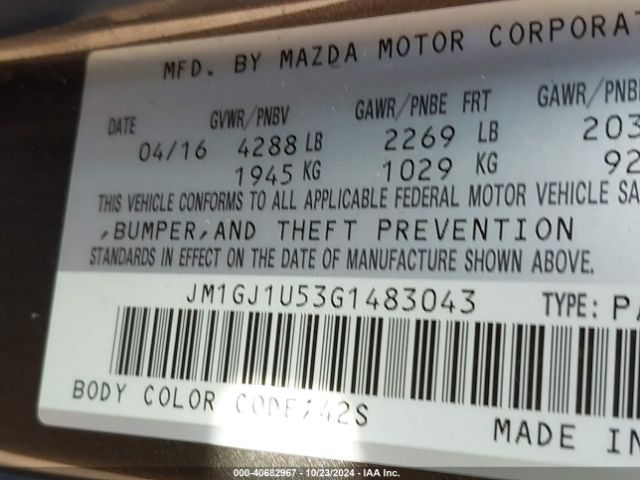 MFD. BY MAZDA MOTOR CORPORAT
DATE GVWR/PNBV GAWR/PNBE FRT GAWR/PNBE
04/16 4288 LB 2269 LB 203
1945 KG 1029 KG 92
THIS VEHICLE CONFORMS TO ALL APPLICABLE FEDERAL MOTOR VEHICLE SA
,BUMPER,AND THEFT PREVENTION
STANDARDS IN EFFECT ON THE DATE OF MANUFACTURE SHOWN ABOVE.
JM1GJ1U53G1483043 TYPE: PA
BODY COLOR CODE:42S
MADE IN
000-40682967 - 10/23/2024 - IAA Inc.